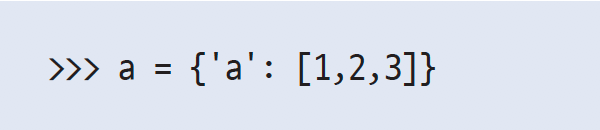 >>> a = {'a': [1,2,3]}